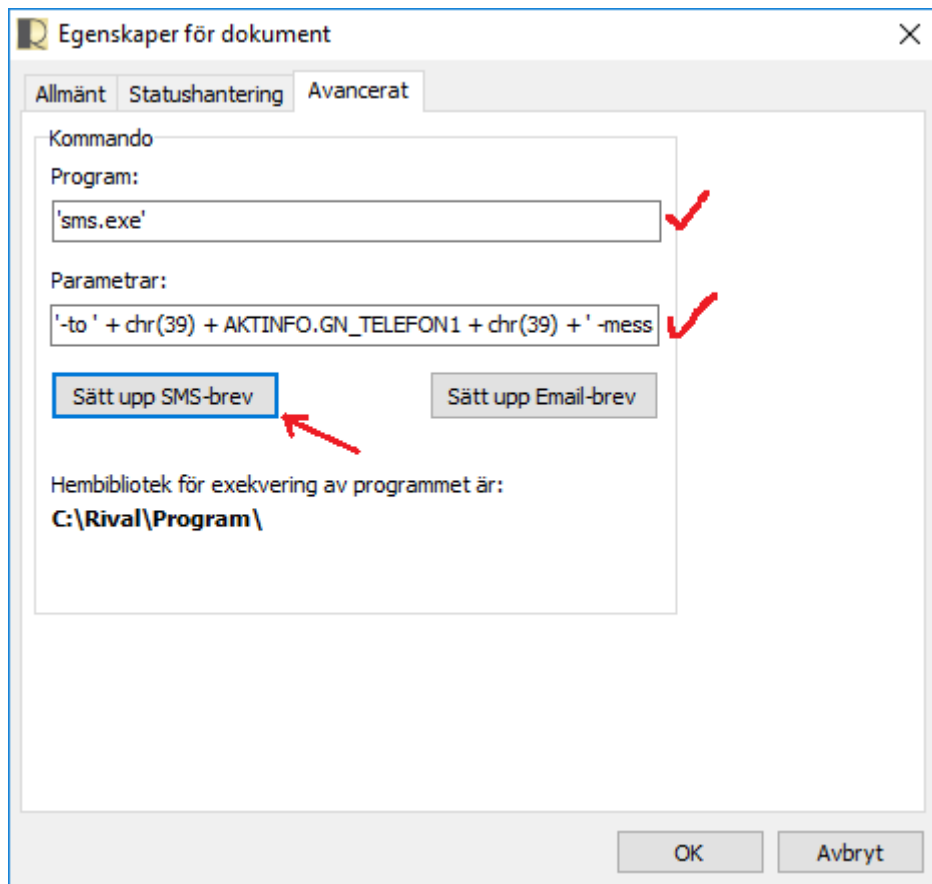 Egenskaper för dokument
Allmänt Statushantering Avancerat
Kommando
Program:
'sms.exe'
Parametrar:
'-to ' + chr(39) + AKTINFO.GN_TELEFON1 + chr(39) + ' -mess
Sätt upp SMS-brev Sätt upp Email-brev
Hembibliotek för exekvering av programmet är:
C:\Rival\Program\
OK Avbryt